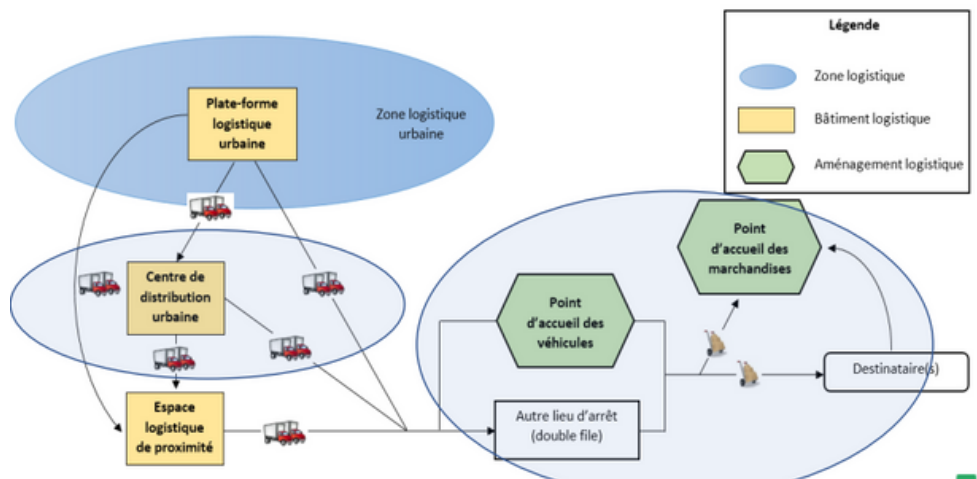 Plate-forme
logistique
urbaine
Zone logistique
urbaine
Légende
Zone logistique
Bâtiment logistique
Aménagement logistique
Centre de
distribution
urbaine
Point
d'accueil des
marchandises
Point
d'accueil des
véhicules
Destinataire(s)
Espace
logistique
de proximité
Autre lieu d'arrêt
(double file)